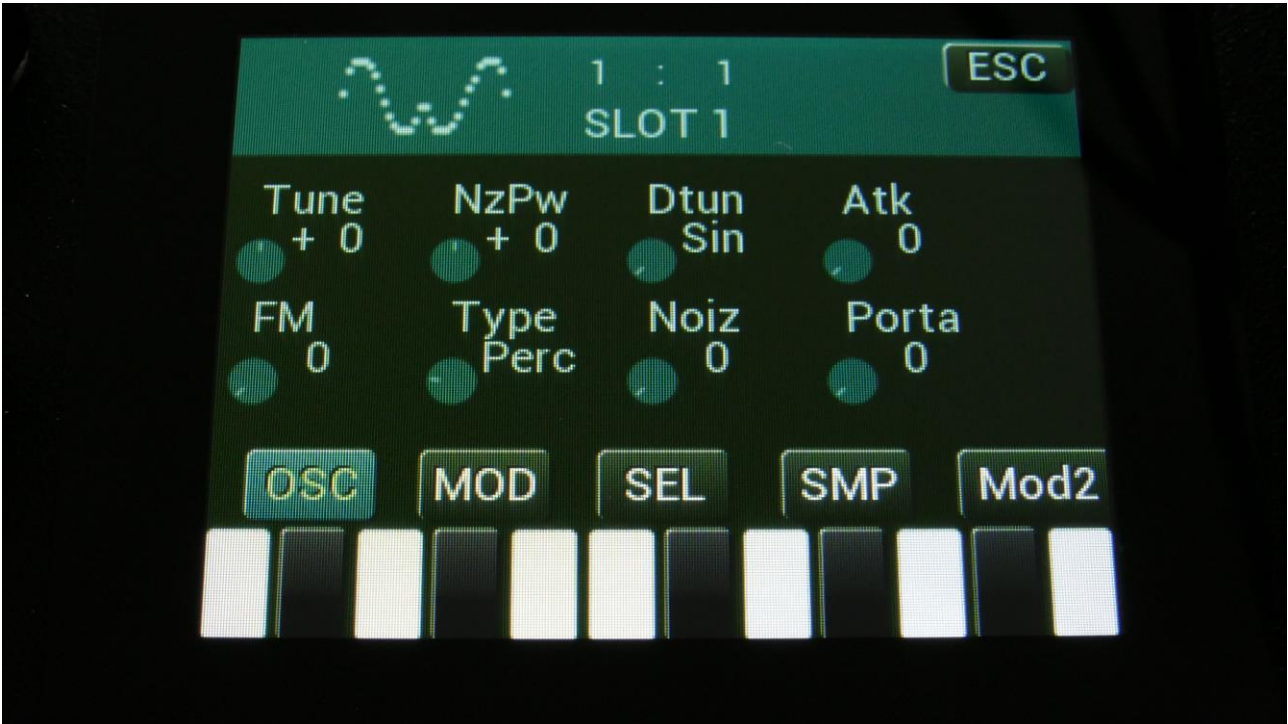 1 : 1
ESC
SLOT 1
Tune NzPw Dtun Atk
+ 0 + 0 Sin 0
FM Type Noiz Porta
0 Perc 0 0
OSC MOD SEL SMP Mod2